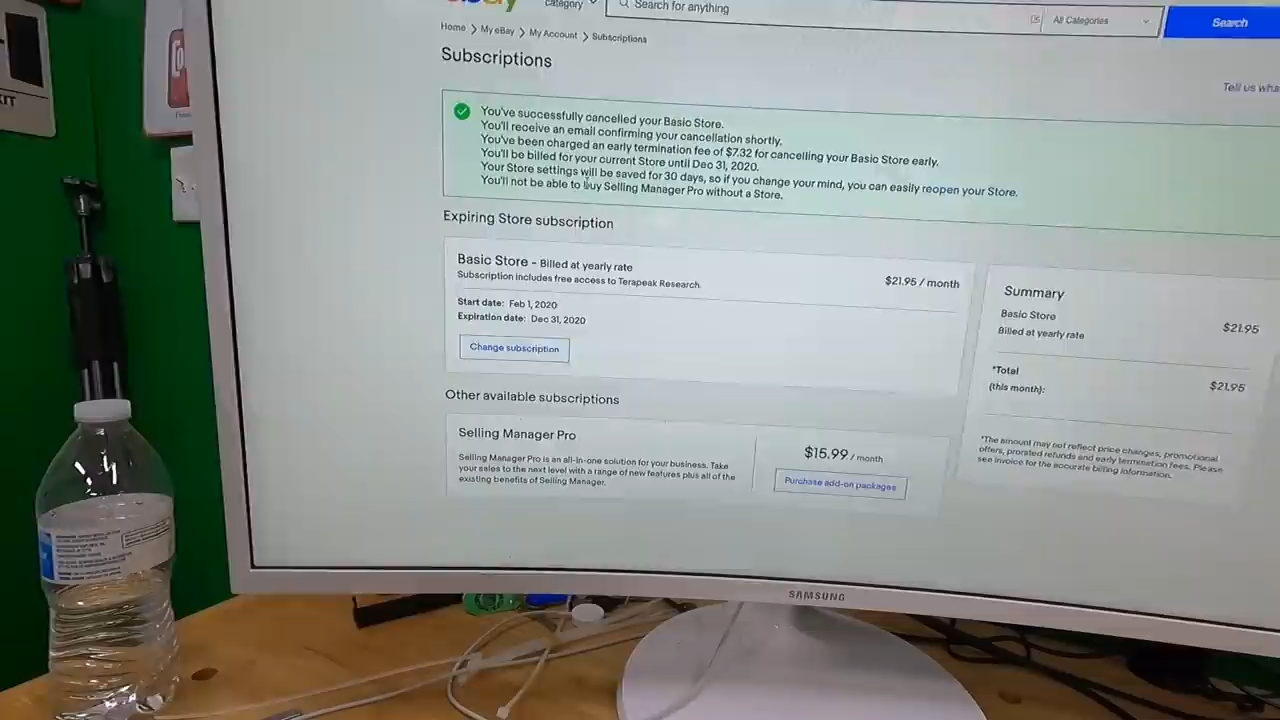 category
Search for anything
All Categories
Search
Home > My eBay > My Account > Subscriptions
Subscriptions
Tell us wha
You've successfully cancelled your Basic Store.
You'll receive an email confirming your cancellation shortly.
You've been charged an early termination fee of $7.32 for cancelling your Basic Store early.
You'll be billed for your current Store until Dec 31, 2020.
Your Store settings will be saved for 30 days, so if you change your mind, you can easily reopen your Store.
You'll not be able to buy Selling Manager Pro without a Store.
Expiring Store subscription
Basic Store - Billed at yearly rate
$21.95 / month
Subscription includes free access to Terapeak Research.
Start date: Feb 1, 2020
Expiration date: Dec 31, 2020
Change subscription
Summary
Basic Store
Billed at yearly rate
$21.95
*Total
(this month):
$21.95
*The amount may not reflect price changes, promotional
offers, prorated refunds and early termination fees. Please
see invoice for the accurate billing information.
Other available subscriptions
Selling Manager Pro
Selling Manager Pro is an all-in-one solution for your business. Take
your sales to the next level with a range of new features plus all of the
existing benefits of Selling Manager.
$15.99 / month
Purchase add-on packages
SAMSUNG